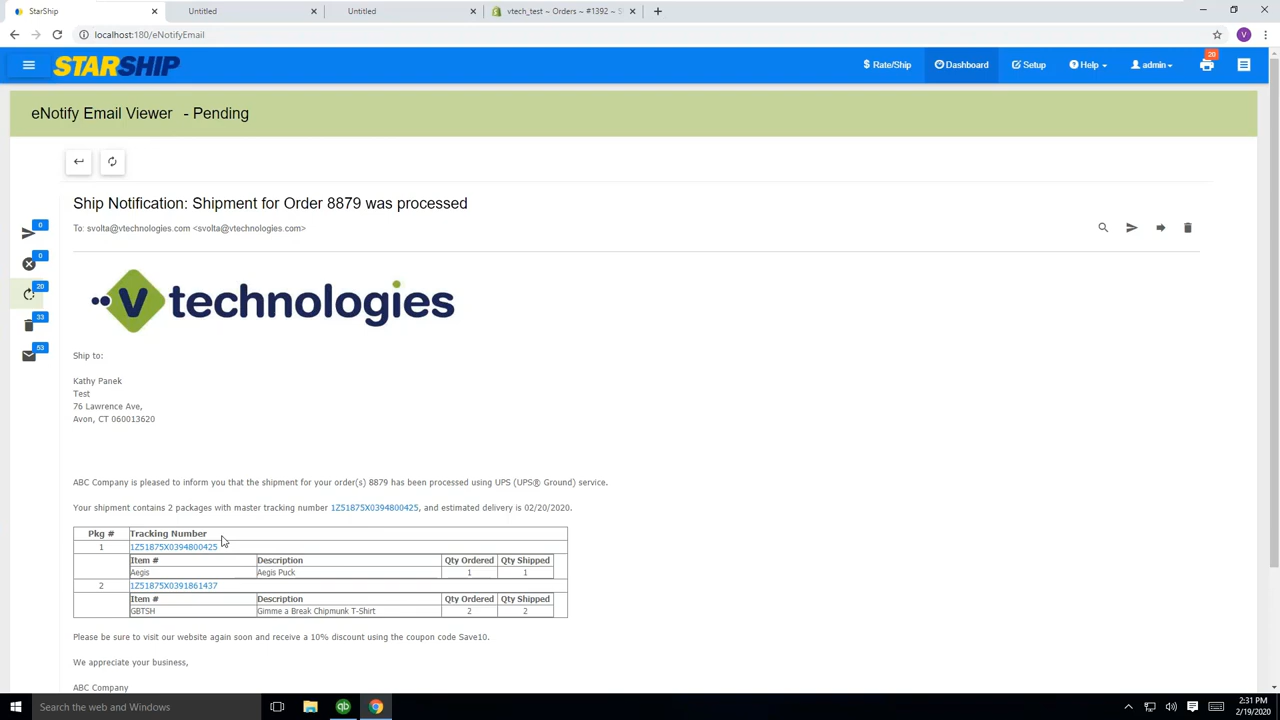 StarShip
Untitled
Untitled
vtech_test ~ Orders ~ #1392 ~ S
localhost:180/eNotifyEmail
V
STARSHIP
$ Rate/Ship
Dashboard
Setup
Help
admin
20
eNotify Email Viewer - Pending
Ship Notification: Shipment for Order 8879 was processed
To: svolta@vtechnologies.com <svolta@vtechnologies.com>
0
0
20
33
53
V technologies
Ship to:
Kathy Panek
Test
76 Lawrence Ave,
Avon, CT 060013620
ABC Company is pleased to inform you that the shipment for your order(s) 8879 has been processed using UPS (UPS® Ground) service.
Your shipment contains 2 packages with master tracking number 1Z51875X0394800425, and estimated delivery is 02/20/2020.
Pkg # Tracking Number
1 1Z51875X0394800425
Item # Description Qty Ordered Qty Shipped
Aegis Aegis Puck 1 1
2 1Z51875X0391861437
Item # Description Qty Ordered Qty Shipped
GBTSH Gimme a Break Chipmunk T-Shirt 2 2
Please be sure to visit our website again soon and receive a 10% discount using the coupon code Save10.
We appreciate your business,
ABC Company
Search the web and Windows
qb
2:31 PM
2/19/2020